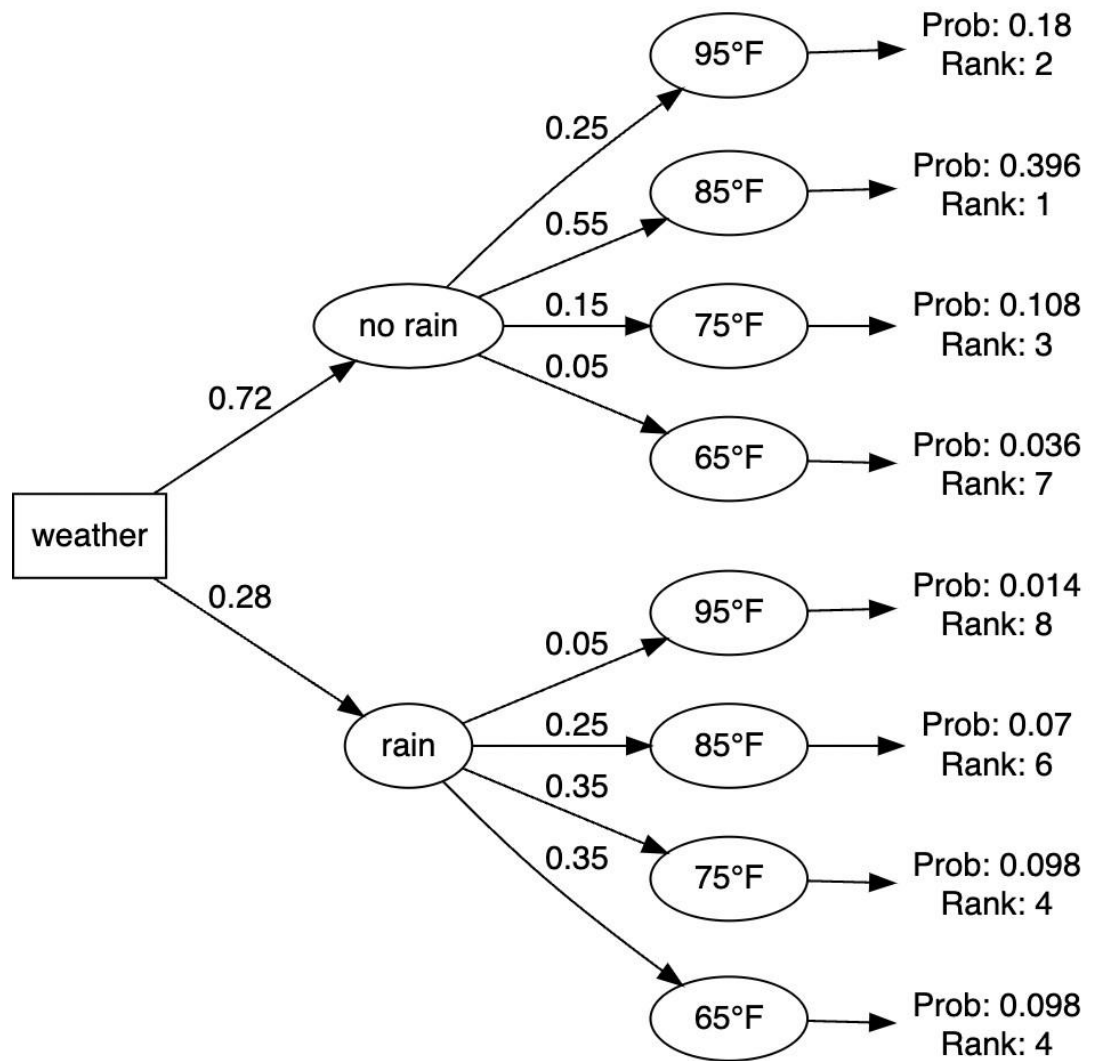 Prob: 0.18
95°F
Rank: 2
0.25
Prob: 0.396
85°F
Rank: 1
0.55
0.15
Prob: 0.108
no rain
75°F
Rank: 3
0.05
0.72
Prob: 0.036
65°F
Rank: 7
weather
0.28
Prob: 0.014
95°F
Rank: 8
0.05
0.25
Prob: 0.07
rain
85°F
Rank: 6
0.35
0.35
Prob: 0.098
75°F
Rank: 4
Prob: 0.098
65°F
Rank: 4